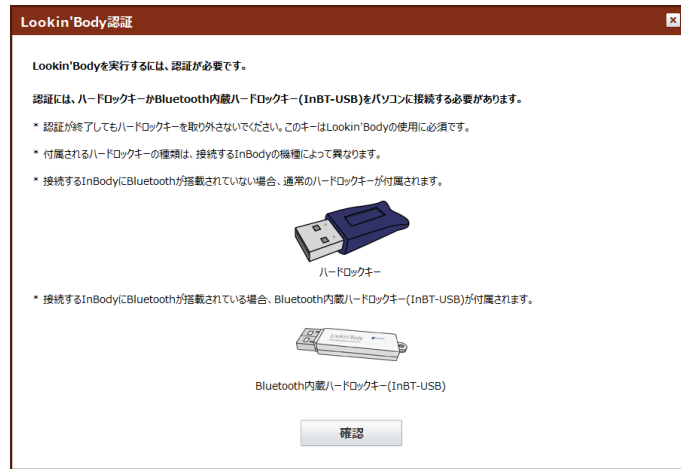 Lookin'Body認証
Lookin'Bodyを実行するには、認証が必要です。
認証には、ハードロックキーかBluetooth内蔵ハードロックキー(InBT-USB)をパソコンに接続する必要があります。
* 認証が終了してもハードロックキーを取り外さないでください。このキーはLookin'Bodyの使用に必須です。
* 付属されるハードロックキーの種類は、接続するInBodyの機種によって異なります。
* 接続するInBodyにBluetoothが搭載されていない場合、通常のハードロックキーが付属されます。
ハードロックキー
* 接続するInBodyにBluetoothが搭載されている場合、Bluetooth内蔵ハードロックキー(InBT-USB)が付属されます。
Lookin'Body
Bluetooth内蔵ハードロックキー(InBT-USB)
確認